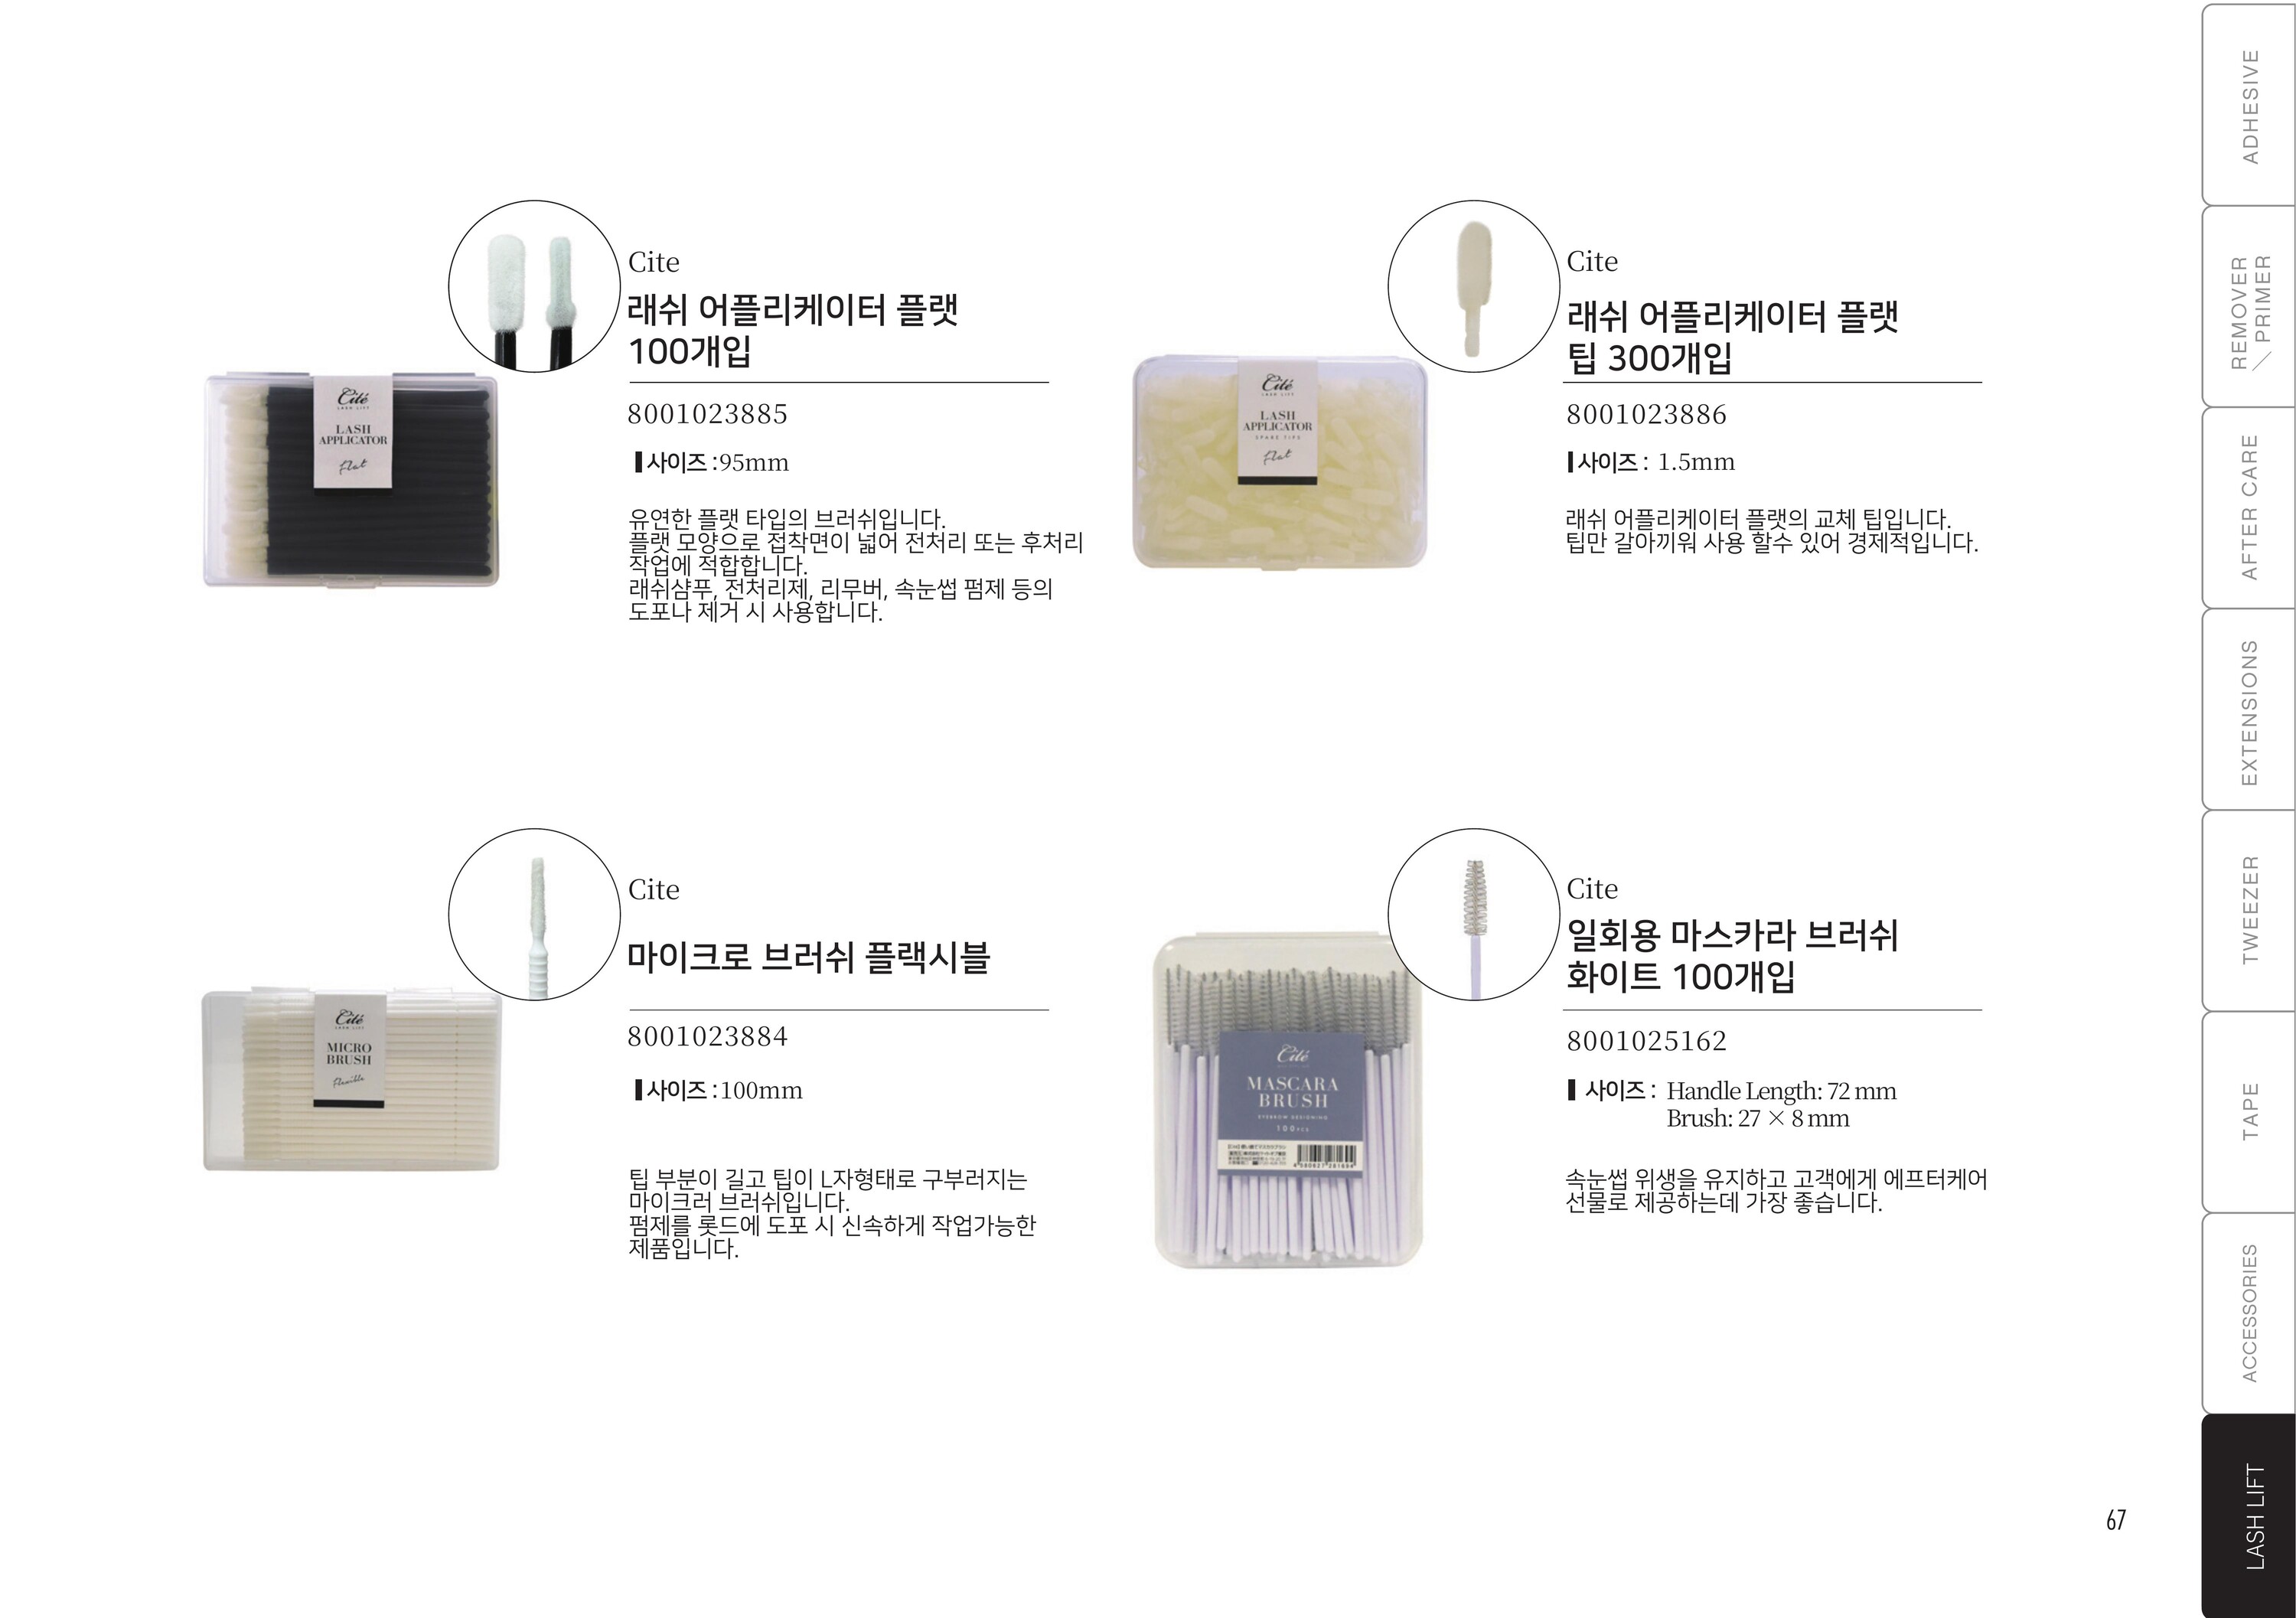 Cite
래쉬 어플리케이터 플랫
100개입
8001023885
사이즈 :95mm
유연한 플랫 타입의 브러쉬입니다.
플랫 모양으로 접착면이 넓어 전처리 또는 후처리
작업에 적합합니다.
래쉬샴푸, 전처리제, 리무버, 속눈썹 펌제 등의
도포나 제거 시 사용합니다.
Cité
LASH LIFT
LASH
APPLICATOR
Flat
Cite
래쉬 어플리케이터 플랫
팁 300개입
8001023886
사이즈 : 1.5mm
래쉬 어플리케이터 플랫의 교체 팁입니다.
팁만 갈아끼워 사용 할수 있어 경제적입니다.
Cité
LASH LIFT
LASH
APPLICATOR
SPARE TIPS
Flat
Cite
마이크로 브러쉬 플랙시블
8001023884
사이즈 :100mm
팁 부분이 길고 팁이 L자형태로 구부러지는
마이크러 브러쉬입니다.
펌제를 롯드에 도포 시 신속하게 작업가능한
제품입니다.
Cité
LASH LIFT
MICRO
BRUSH
Flexible
Cite
일회용 마스카라 브러쉬
화이트 100개입
8001025162
사이즈 : Handle Length: 72 mm
Brush: 27 × 8 mm
속눈썹 위생을 유지하고 고객에게 에프터케어
선물로 제공하는데 가장 좋습니다.
Cité
MASCARA
BRUSH
EYEBROW DESIGNING
100PCS
ADHESIVE
REMOVER
／PRIMER
AFTER CARE
EXTENSIONS
TWEEZER
TAPE
ACCESSORIES
LASH LIFT
67